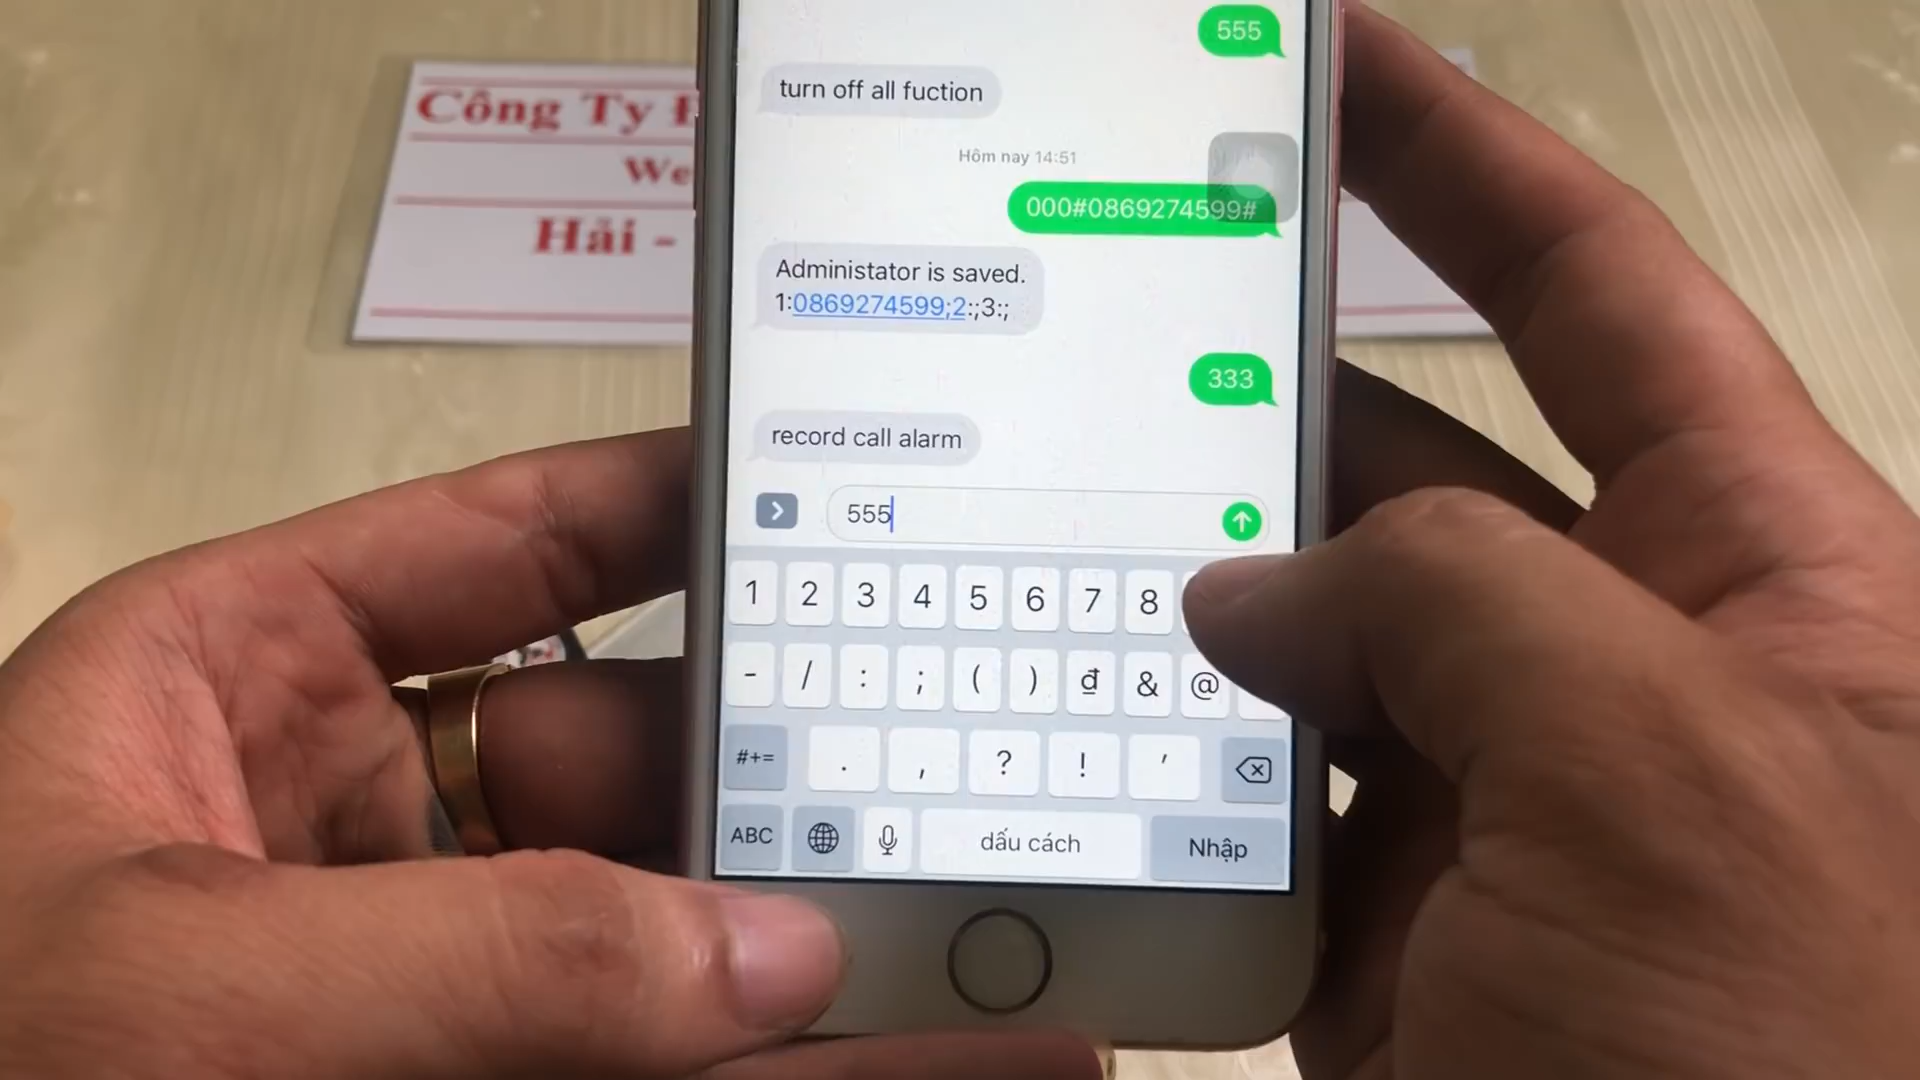 555
turn off all fuction
Hôm nay 14:51
000#0869274599#
Administator is saved.
1:0869274599;2:;;3:;
333
record call alarm
555
1 2 3 4 5 6 7 8
- / : ; ( ) đ & @
#+= . , ? ! ′
ABC dấu cách Nhập
Công Ty
We
Hải -